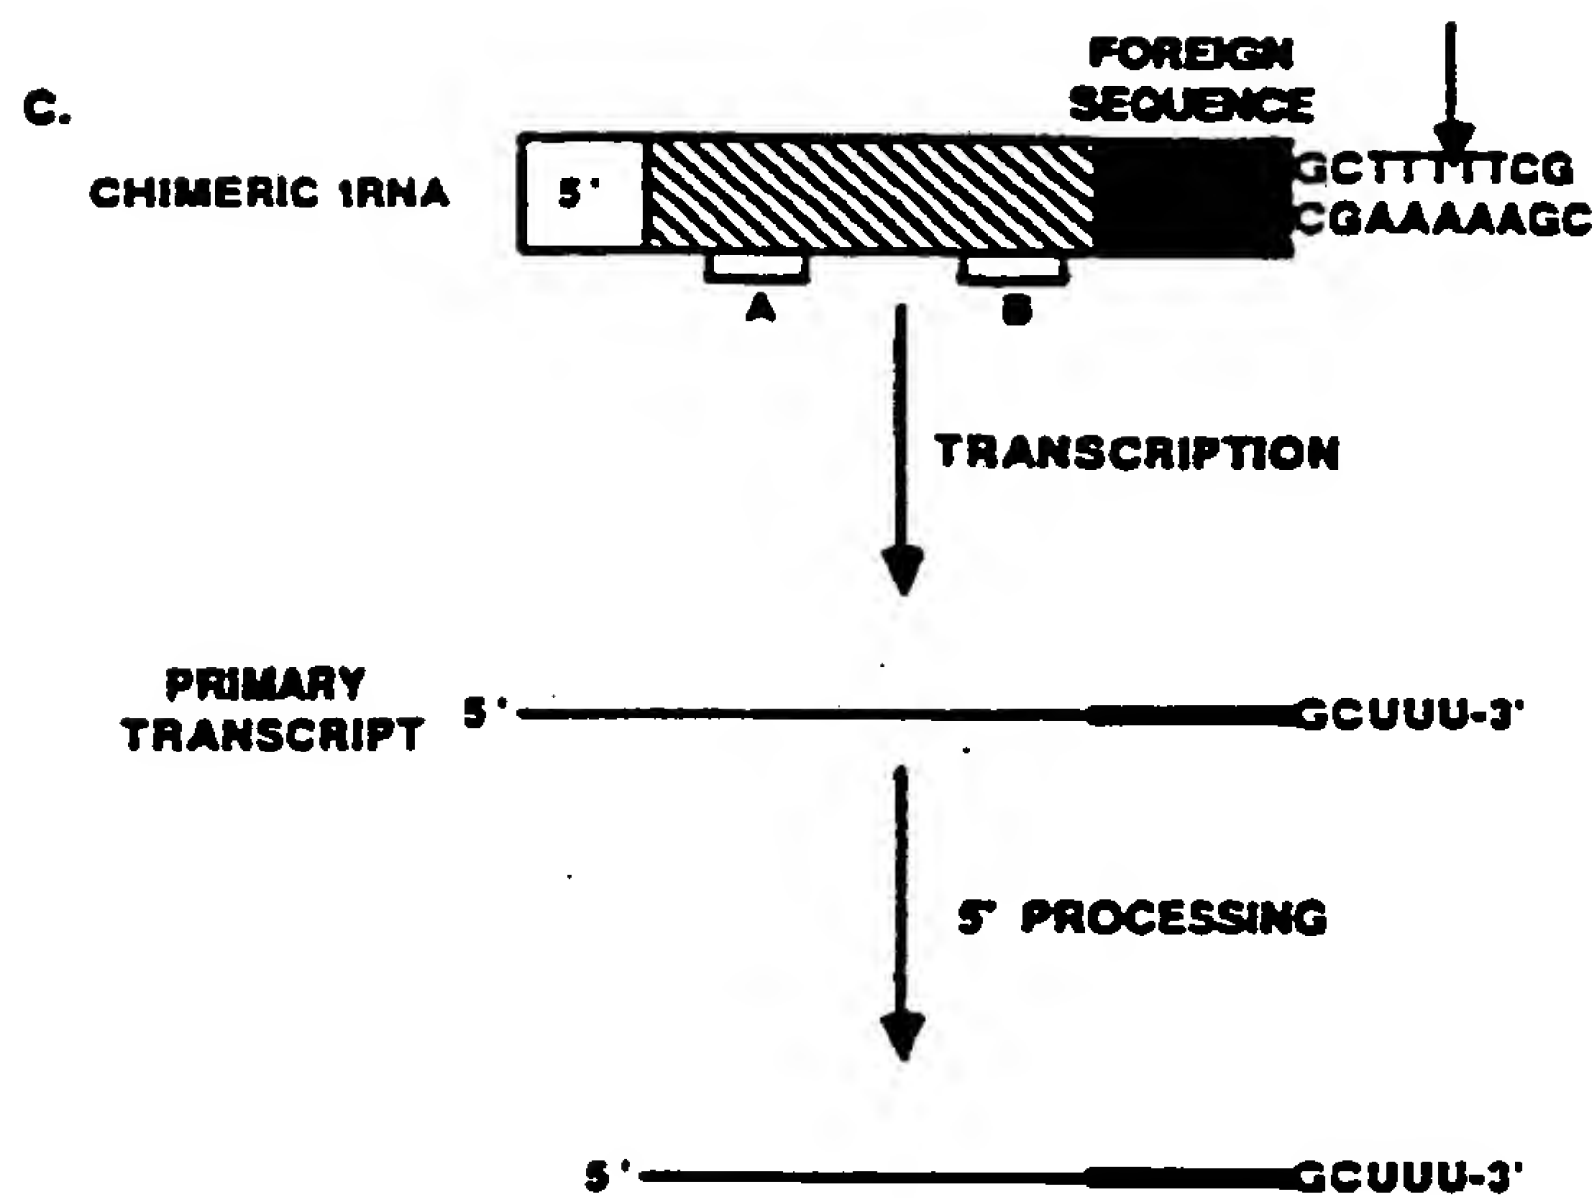 C.
FOREIGN
SEQUENCE
CHIMERIC tRNA
5'
GCTTTTTCG
CGAAAAAGC
A
B
TRANSCRIPTION
PRIMARY
TRANSCRIPT
5'
GCUUU-3'
5' PROCESSING
5'
GCUUU-3'